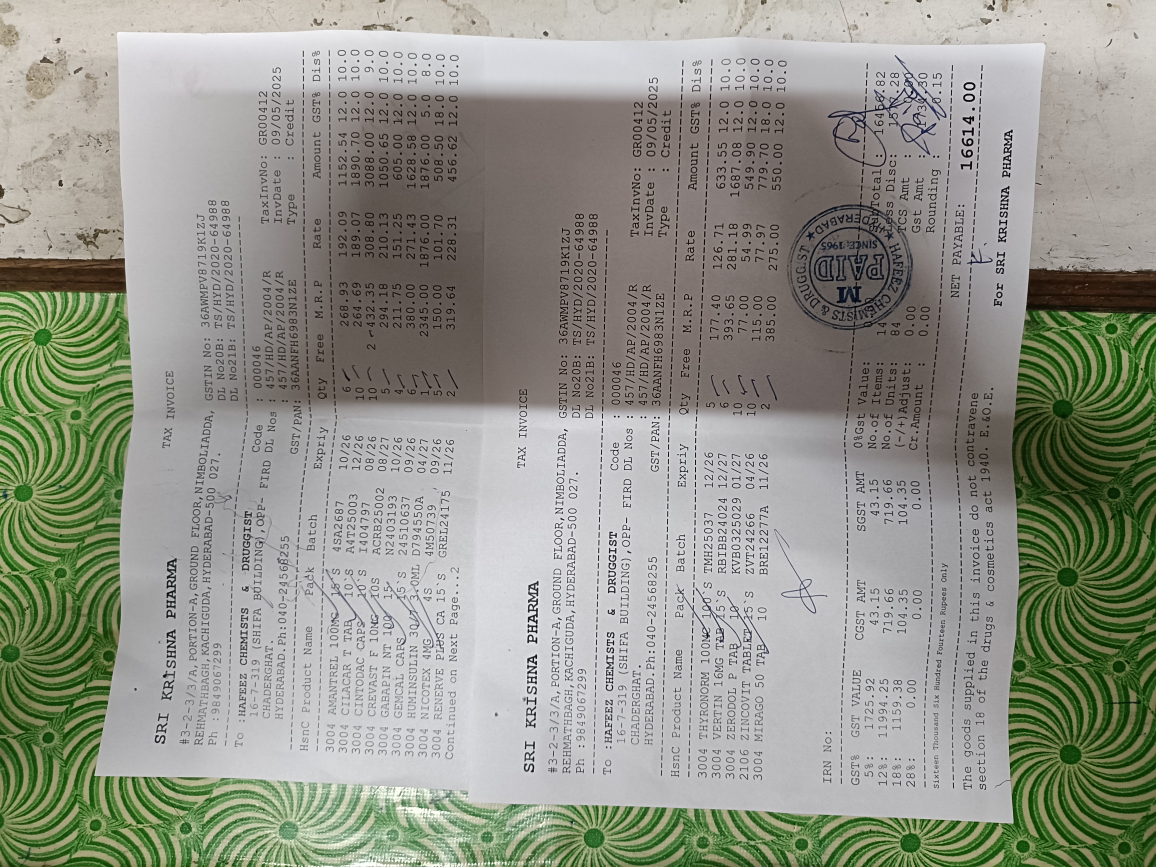 TAX INVOICE
SRI KRISHNA PHARMA
#3-2-3/3/A,PORTION-A,GROUND FLOOR,NIMBOLIADDA, GSTIN No: 36AWMPV8719K1ZJ
REHMATHBAGH,KACHIGUDA,HYDERABAD-500 027. DL No20B: TS/HYD/2020-64988
Ph :9849067299 DL No21B: TS/HYD/2020-64988
To :HAFEEZ CHEMISTS & DRUGGIST Code : 000046 TaxInvNo: GR00412
16-7-319 (SHIFA BUILDING),OPP- FIRD DL Nos : 457/HD/AP/2004/R InvDate : 09/05/2025
CHADERGHAT. : 457/HD/AP/2004/R Type : Credit
HYDERABAD.Ph:040-24568255 GST/PAN: 36AANFH6983N1ZE
HsnC Product Name Pack Batch Expriy Qty Free M.R.P Rate Amount GST% Dis%
3004 AMANTREL 100MG 10'S 4SA2687 10/26 6 268.93 192.09 1152.54 12.0 10.0
3004 CILACAR T TAB 10'S A4T25003 12/26 10 264.69 189.07 1890.70 12.0 10.0
3004 CINTODAC CAPS 10'S I404797, 08/26 10 2 432.35 308.80 3088.00 12.0 9.0
3004 CREVAST F 10MG 10S ACRB25002 08/27 5 294.18 210.13 1050.65 12.0 10.0
3004 GABAPIN NT 100 15, N2403193 10/26 4 211.75 151.25 605.00 12.0 10.0
3004 GEMCAL CAPS 15'S 24510637 09/26 6 380.00 271.43 1628.58 12.0 10.0
3004 HUMINSULIN 30/70 3.0ML D794550A 04/27 1 2345.00 1876.00 1876.00 5.0 8.0
3004 NICOTEX 4MG 4S 4M50739 09/26 5 150.00 101.70 508.50 18.0 10.0
3004 RENERVE PLUS CA 15'S GREL24175 11/26 2 319.64 228.31 456.62 12.0 10.0
Continued on Next Page..2
TAX INVOICE
SRI KRISHNA PHARMA
#3-2-3/3/A,PORTION-A,GROUND FLOOR,NIMBOLIADDA, GSTIN No: 36AWMPV8719K1ZJ
REHMATHBAGH,KACHIGUDA,HYDERABAD-500 027. DL No20B: TS/HYD/2020-64988
Ph :9849067299 DL No21B: TS/HYD/2020-64988
To :HAFEEZ CHEMISTS & DRUGGIST Code : 000046 TaxInvNo: GR00412
16-7-319 (SHIFA BUILDING),OPP- FIRD DL Nos : 457/HD/AP/2004/R InvDate : 09/05/2025
CHADERGHAT. : 457/HD/AP/2004/R Type : Credit
HYDERABAD.Ph:040-24568255 GST/PAN: 36AANFH6983N1ZE
HsnC Product Name Pack Batch Expriy Qty Free M.R.P Rate Amount GST% Dis%
3004 THYRONORM 100MC 100'S TMH25037 12/26 5 177.40 126.71 633.55 12.0 10.0
3004 VERTIN 16MG TAB 15'S RBIBB24024 12/27 6 393.65 281.18 1687.08 12.0 10.0
3004 ZERODOL P TAB 10 KVB0325029 01/27 10 77.00 54.99 549.90 12.0 10.0
2106 ZINCOVIT TABLET 15'S ZVT24266 04/26 10 115.00 77.97 779.70 18.0 10.0
3004 MIRAGO 50 TAB 10 BRE12277A 11/26 2 385.00 275.00 550.00 12.0 10.0
HAFEEZ CHEMISTS & DRUGGIST
HYDERABAD
M
PAID
SINCE:1965
IRN No:
GST% GST VALUE CGST AMT SGST AMT 0%Gst Value:
5%: 1725.92 43.15 43.15 No.of Items: 14
12%: 11994.25 719.66 719.66 No.of Units: 84
18%: 1159.38 104.35 104.35 (-/+)Adjust: 0.00 Gst Amt :
28%: 0.00 0.00 0.00 Cr.Amount : 0.00 Rounding : 0.15
Sixteen Thousand Six Hundred Fourteen Rupees Only
NET PAYABLE: 16614.00
The goods supplied in this invoice do not contravene
section 18 of the drugs & cosmetics act 1940. E.&O.E. For SRI KRISHNA PHARMA